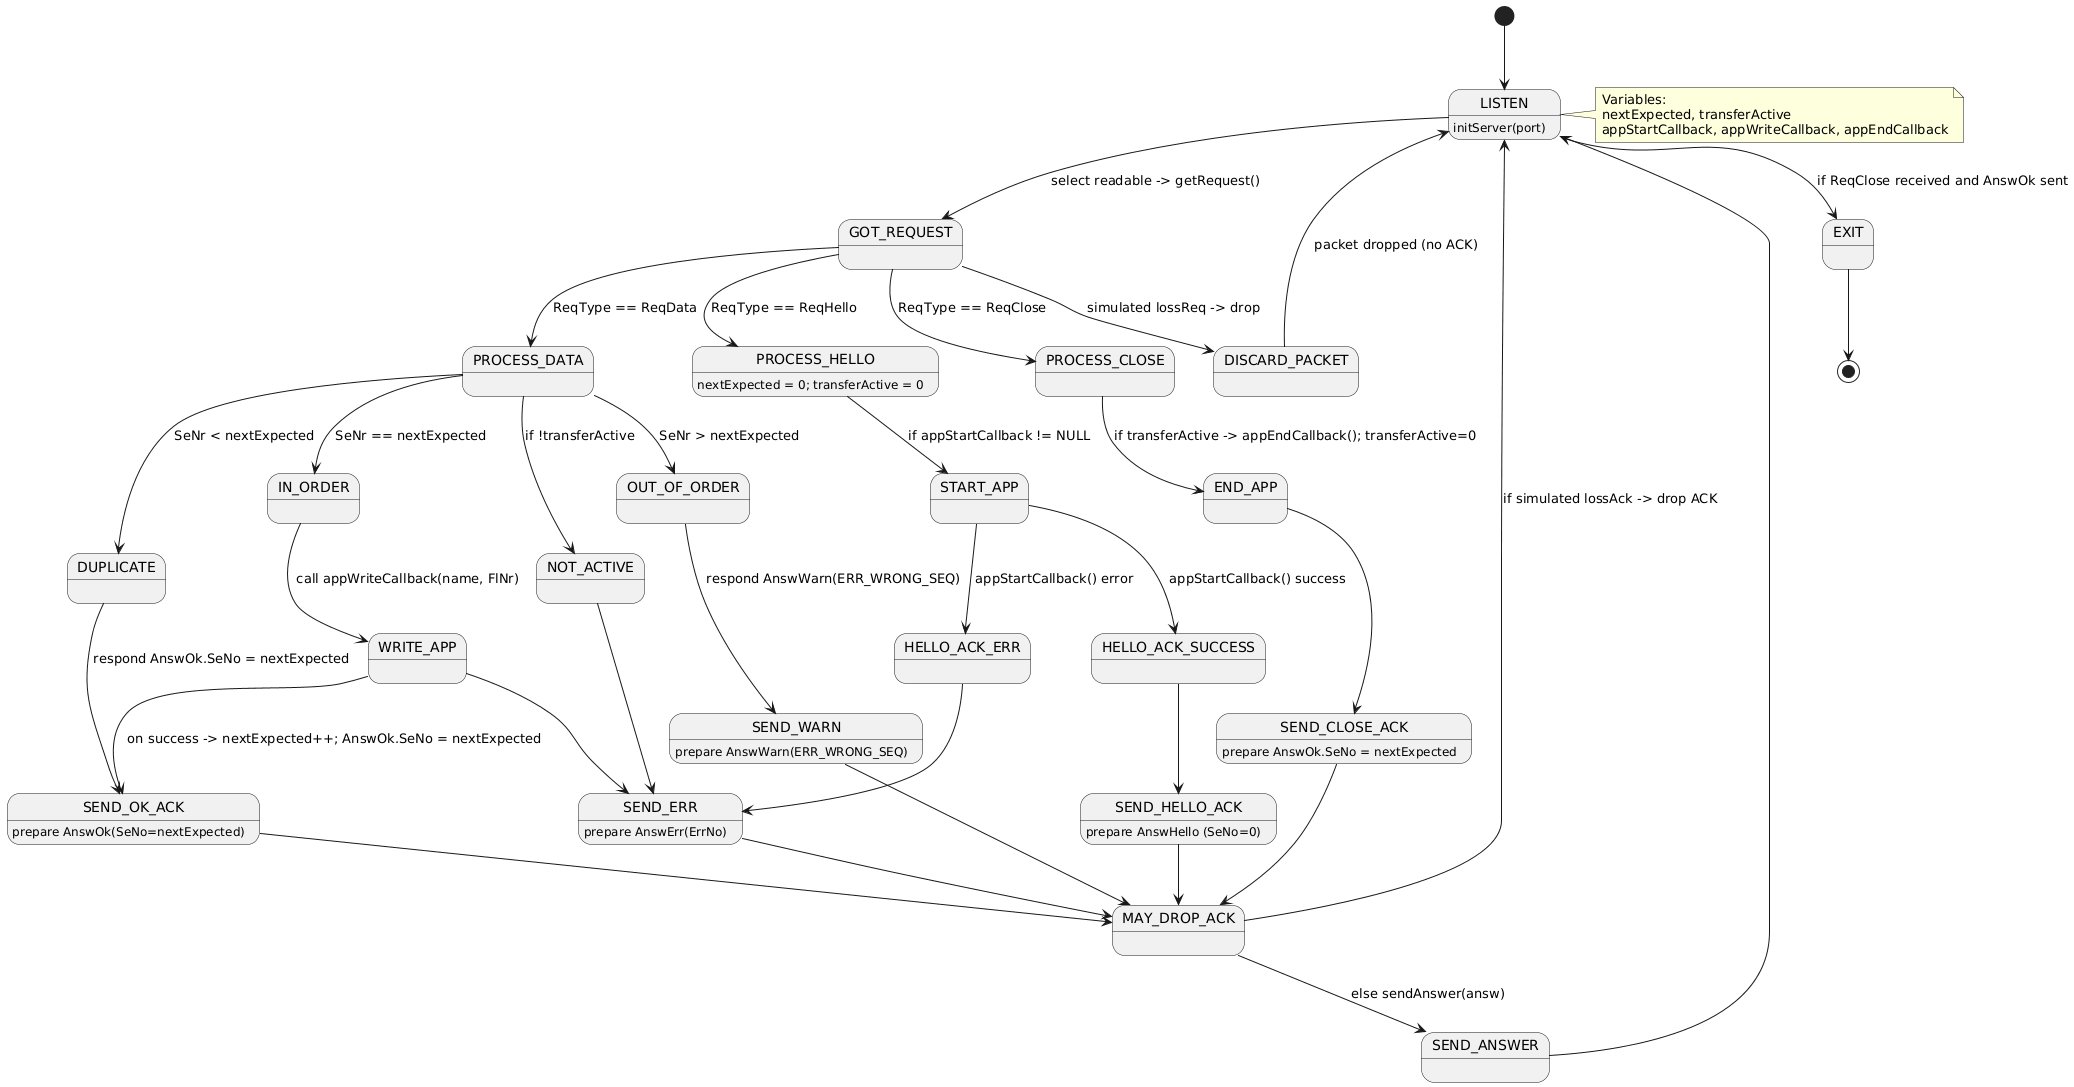 LISTEN
initServer(port)
Variables:
nextExpected, transferActive
appStartCallback, appWriteCallback, appEndCallback
select readable -> getRequest()
if ReqClose received and AnswOk sent
GOT_REQUEST
packet dropped (no ACK)
EXIT
ReqType == ReqData
ReqType == ReqHello
ReqType == ReqClose
simulated lossReq -> drop
PROCESS_DATA
PROCESS_HELLO
nextExpected = 0; transferActive = 0
PROCESS_CLOSE
DISCARD_PACKET
SeNr < nextExpected
SeNr == nextExpected
if !transferActive
SeNr > nextExpected
if appStartCallback != NULL
if transferActive -> appEndCallback(); transferActive=0
IN_ORDER
OUT_OF_ORDER
START_APP
END_APP
if simulated lossAck -> drop ACK
DUPLICATE
call appWriteCallback(name, FlNr)
NOT_ACTIVE
respond AnswWarn(ERR_WRONG_SEQ)
appStartCallback() error
appStartCallback() success
respond AnswOk.SeNo = nextExpected
WRITE_APP
HELLO_ACK_ERR
HELLO_ACK_SUCCESS
on success -> nextExpected++; AnswOk.SeNo = nextExpected
SEND_WARN
prepare AnswWarn(ERR_WRONG_SEQ)
SEND_CLOSE_ACK
prepare AnswOk.SeNo = nextExpected
SEND_OK_ACK
prepare AnswOk(SeNo=nextExpected)
SEND_ERR
prepare AnswErr(ErrNo)
SEND_HELLO_ACK
prepare AnswHello (SeNo=0)
MAY_DROP_ACK
else sendAnswer(answ)
SEND_ANSWER